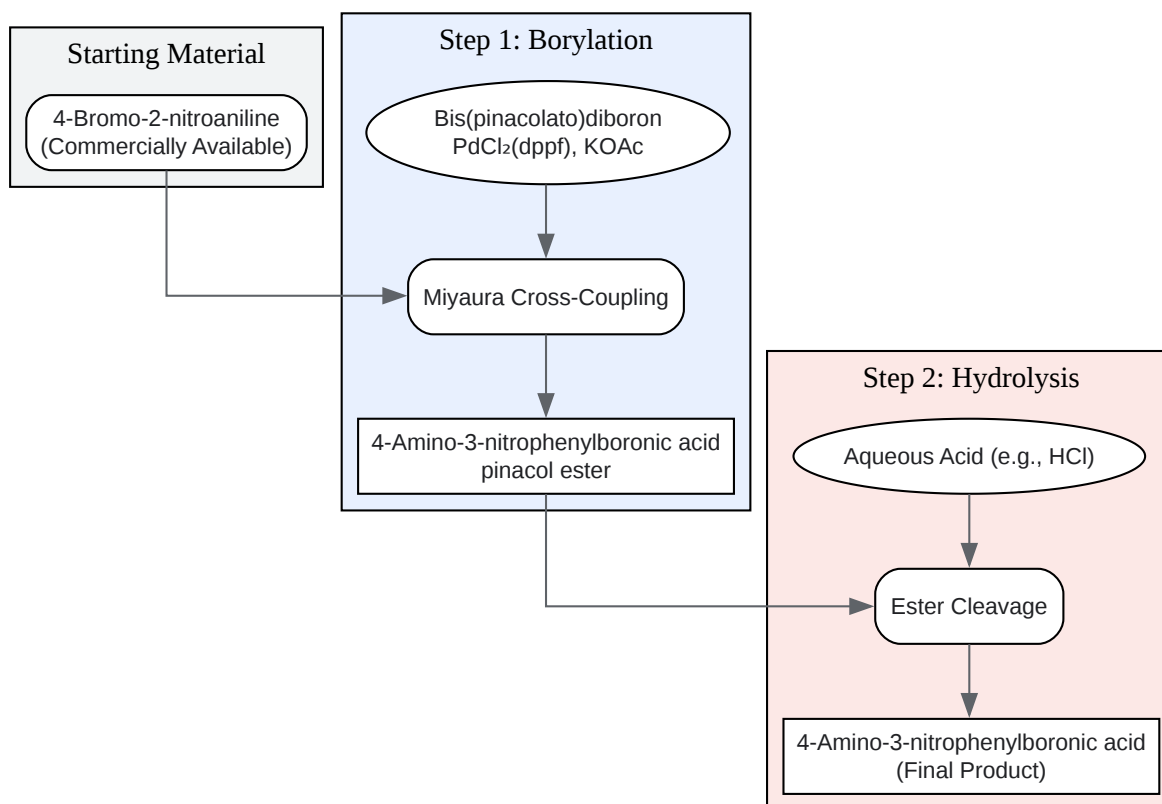 Starting Material
4-Bromo-2-nitroaniline
(Commercially Available)
Step 1: Borylation
Bis(pinacolato)diboron
PdCl₂(dppf), KOAc
Miyaura Cross-Coupling
4-Amino-3-nitrophenylboronic acid
pinacol ester
Step 2: Hydrolysis
Aqueous Acid (e.g., HCl)
Ester Cleavage
4-Amino-3-nitrophenylboronic acid
(Final Product)